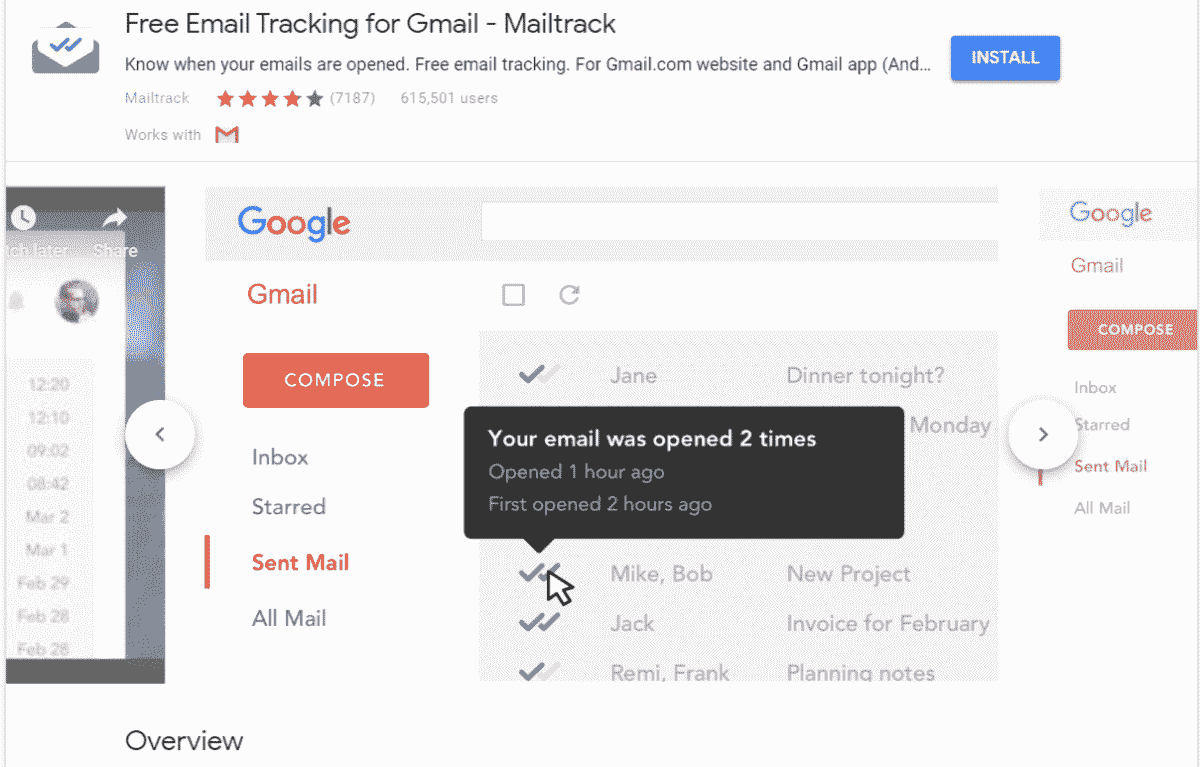 Free Email Tracking for Gmail - Mailtrack
Know when your emails are opened. Free email tracking. For Gmail.com website and Gmail app (And...
INSTALL
Mailtrack (7187) 615,501 users
Works with
Share
12:20
12:10
09:02
08:42
Mar 2
Mar 1
Feb 29
Feb 28
Feb 28
Google
Gmail
COMPOSE
Inbox
Starred
Sent Mail
All Mail
Jane Dinner tonight?
Monday
Your email was opened 2 times
Opened 1 hour ago
First opened 2 hours ago
Mike, Bob New Project
Jack Invoice for February
Remi, Frank Planning notes
Google
Gmail
COMPOSE
Inbox
Starred
Sent Mail
All Mail
Overview